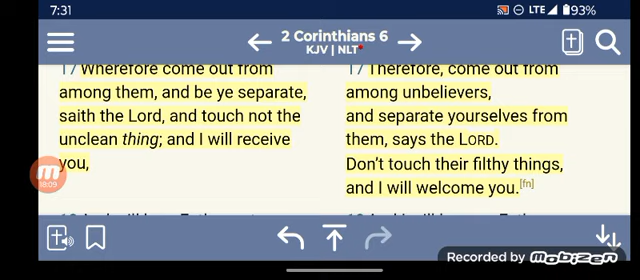 7:31
LTE 93%
2 Corinthians 6
KJV | NLT
17 Wherefore come out from
among them, and be ye separate,
saith the Lord, and touch not the
unclean thing; and I will receive
you,
17 Therefore, come out from
among unbelievers,
and separate yourselves from
them, says the LORD.
Don't touch their filthy things,
and I will welcome you.[fn]
M
18:09
Recorded by mobizen